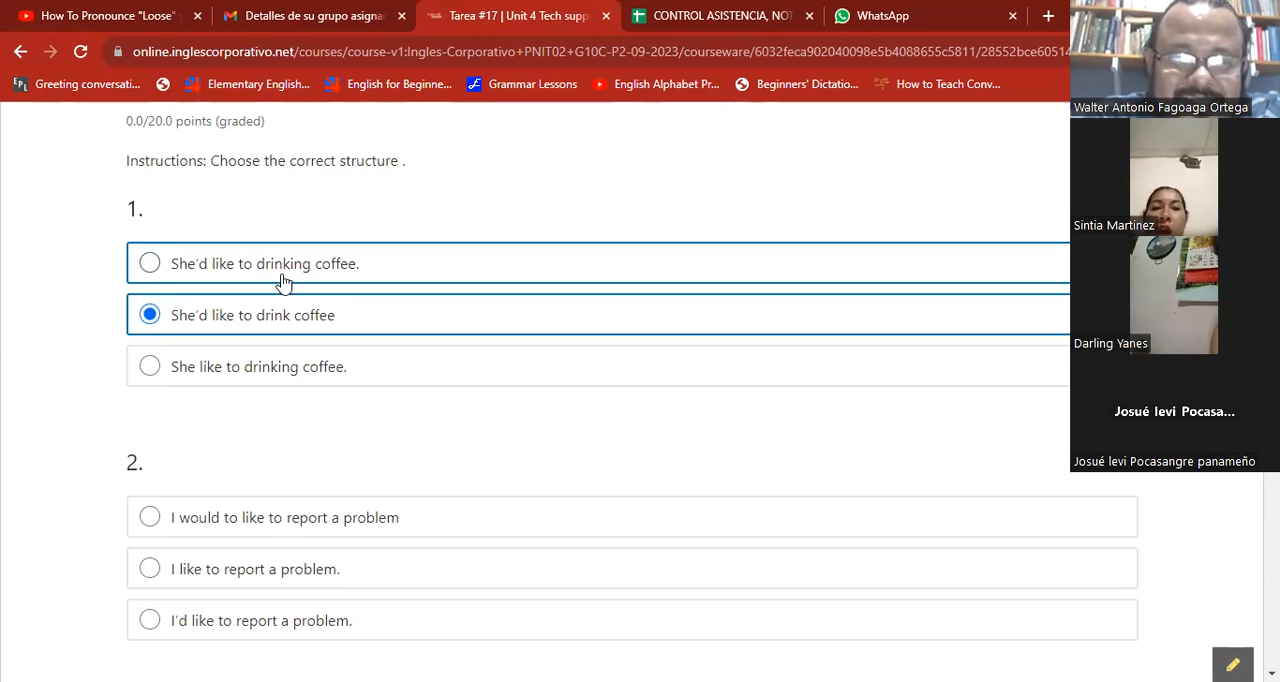 How To Pronounce "Loose"
Detalles de su grupo asigna
Tarea #17 | Unit 4 Tech supp
CONTROL ASISTENCIA, NOT
WhatsApp
online.inglescorporativo.net/courses/course-v1:Ingles-Corporativo+PNIT02+G10C-P2-09-2023/courseware/6032feca902040098e5b4088655c5811/28552bce60514
Greeting conversati...
Elementary English...
English for Beginne...
Grammar Lessons
English Alphabet Pr...
Beginners' Dictatio...
How to Teach Conv...
0.0/20.0 points (graded)
Instructions: Choose the correct structure .
1.
She'd like to drinking coffee.
She'd like to drink coffee
She like to drinking coffee.
2.
I would to like to report a problem
I like to report a problem.
I'd like to report a problem.
Walter Antonio Fagoaga Ortega
Sintia Martinez
Darling Yanes
Josué levi Pocasa...
Josué levi Pocasangre panameño